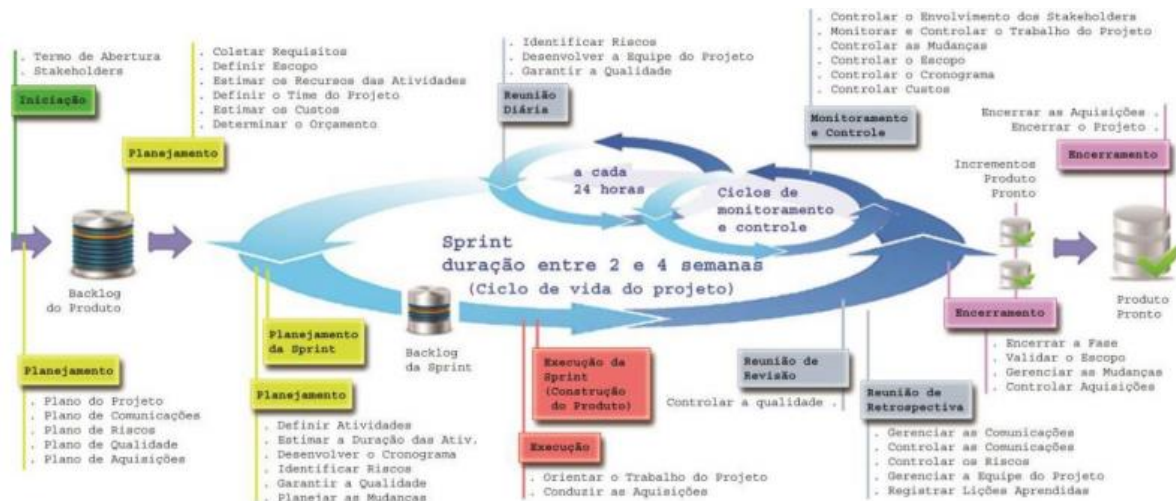 . Termo de Abertura
. Stakeholders
Iniciação
. Coletar Requisitos
. Definir Escopo
. Estimar os Recursos das Atividades
. Definir o Time do Projeto
. Estimar os Custos
. Determinar o Orçamento
Planejamento
Backlog
do Produto
Planejamento
. Plano do Projeto
. Plano de Comunicações
. Plano de Riscos
. Plano de Qualidade
. Plano de Aquisições
. Identificar Riscos
. Desenvolver a Equipe do Projeto
. Garantir a Qualidade
Reunião
Diária
a cada
24 horas
Ciclos de
monitoramento
e controle
. Controlar o Envolvimento dos Stakeholders
. Monitorar e Controlar o Trabalho do Projeto
. Controlar as Mudanças
. Controlar o Escopo
. Controlar o Cronograma
. Controlar Custos
Monitoramento
e Controle
Sprint
duração entre 2 e 4 semanas
(Ciclo de vida do projeto)
Planejamento
da Sprint
Backlog
da Sprint
Planejamento
. Definir Atividades
. Estimar a Duração das Ativ.
. Desenvolver o Cronograma
. Identificar Riscos
. Garantir a Qualidade
. Planejar as Mudanças
Execução da
Sprint
(Construção
do Produto)
Execução
. Orientar o Trabalho do Projeto
. Conduzir as Aquisições
Reunião de
Revisão
Controlar a qualidade .
Reunião de
Retrospectiva
. Gerenciar as Comunicações
. Controlar as Comunicações
. Controlar os Riscos
. Gerenciar a Equipe do Projeto
. Registrar Lições Aprendidas
Encerrar as Aquisições .
Encerrar o Projeto .
Encerramento
Incrementos
Produto
Pronto
Produto
Pronto
Encerramento
. Encerrar a Fase
. Validar o Escopo
. Gerenciar as Mudanças
. Controlar Aquisições